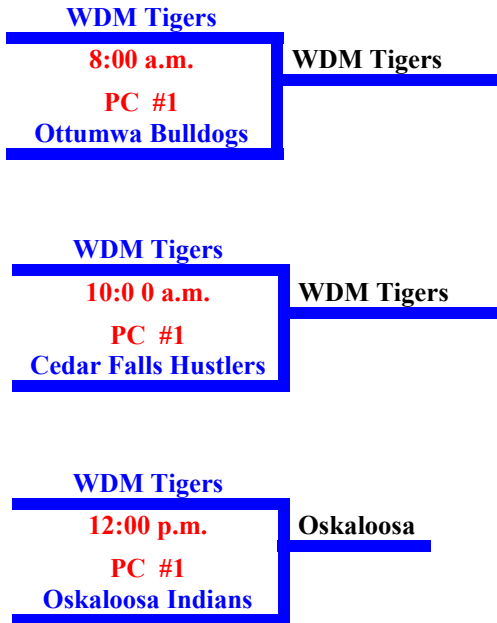 WDM Tigers
8:00 a.m.
WDM Tigers
PC #1
Ottumwa Bulldogs
WDM Tigers
10:0 0 a.m.
WDM Tigers
PC #1
Cedar Falls Hustlers
WDM Tigers
12:00 p.m.
Oskaloosa
PC #1
Oskaloosa Indians